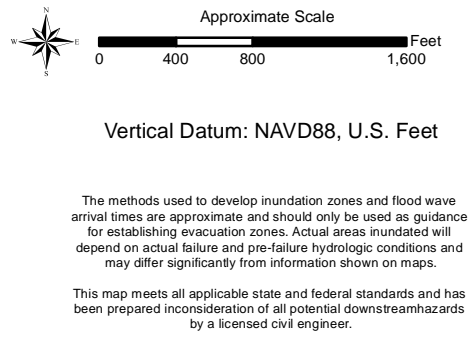 N
Approximate Scale
W E Feet
0 400 800 1,600
S
Vertical Datum: NAVD88, U.S. Feet
The methods used to develop inundation zones and flood wave
arrival times are approximate and should only be used as guidance
for establishing evacuation zones. Actual areas inundated will
depend on actual failure and pre-failure hydrologic conditions and
may differ significantly from information shown on maps.
This map meets all applicable state and federal standards and has
been prepared inconsideration of all potential downstreamhazards
by a licensed civil engineer.